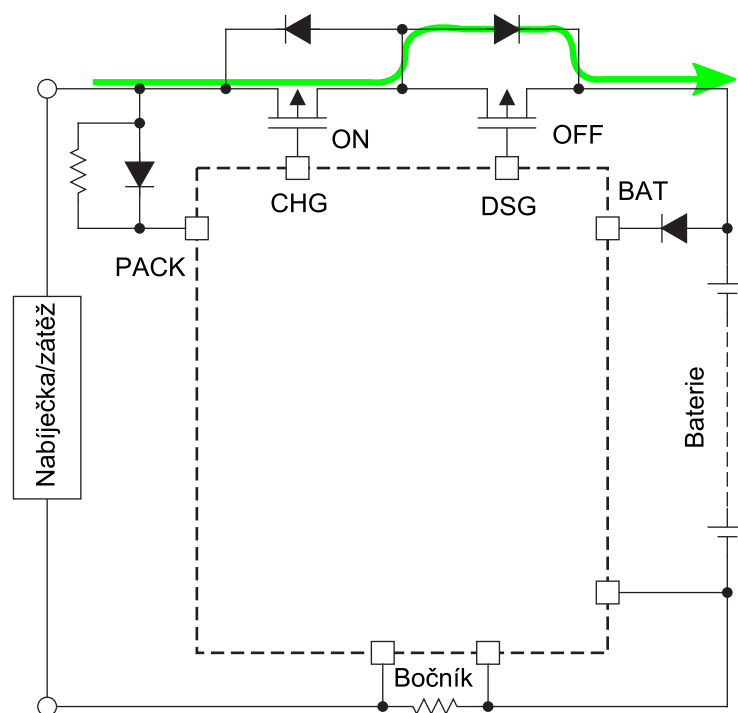 ON
OFF
CHG
DSG
BAT
PACK
Nabíječka/zátěž
Baterie
Bočník